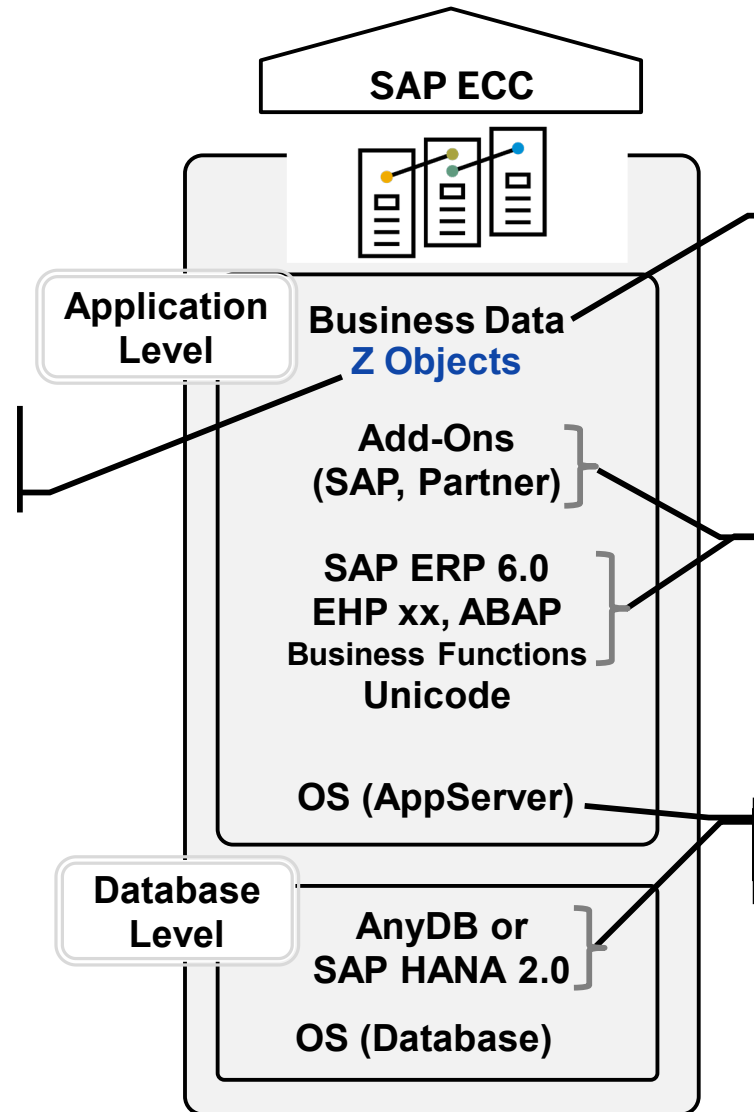 SAP ECC
Application
Level
Business Data
Z Objects
Add-Ons
(SAP, Partner)
SAP ERP 6.0
EHP xx, ABAP
Business Functions
Unicode
OS (AppServer)
Database
Level
AnyDB or
SAP HANA 2.0
OS (Database)